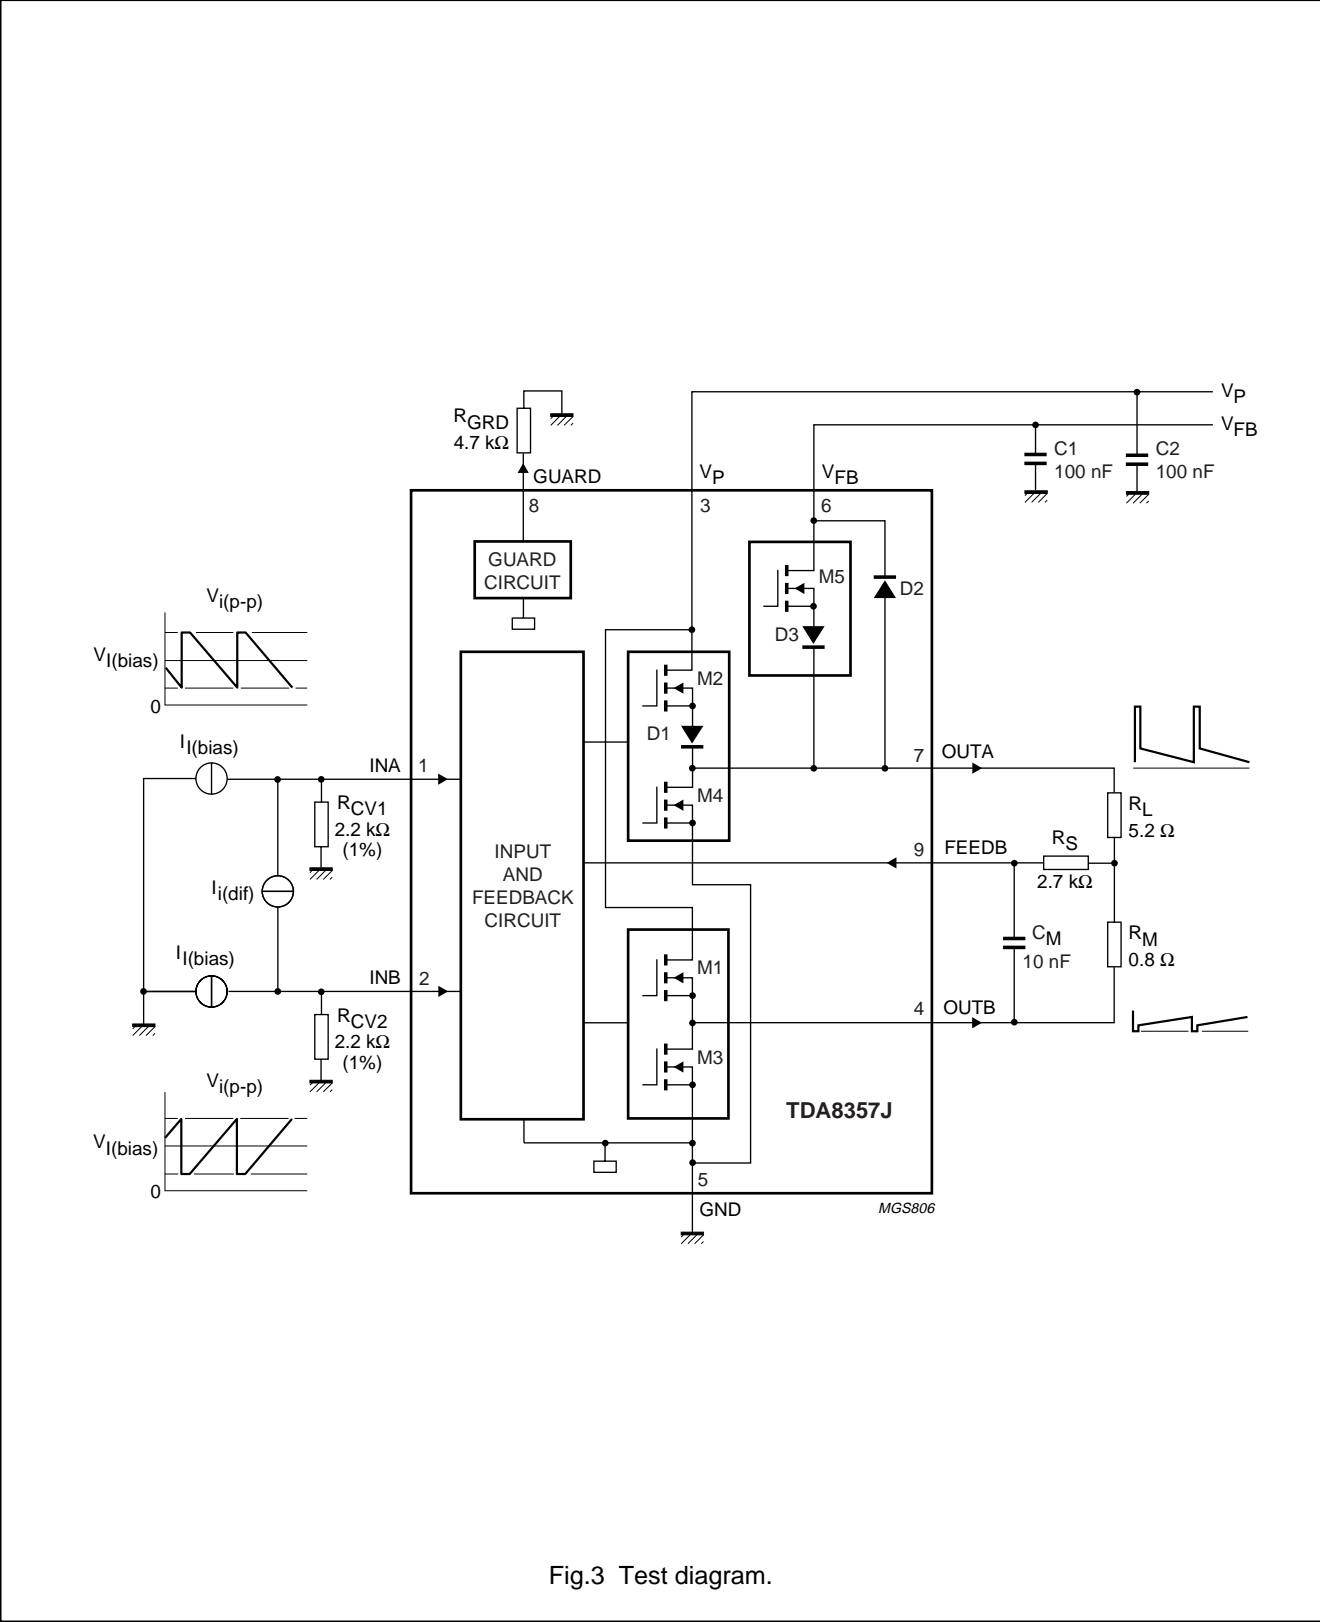 VP
VFB
RGRD
4.7 kΩ
C1
100 nF
C2
100 nF
GUARD
VP
VFB
8
3
6
GUARD
CIRCUIT
M5
D2
D3
Vi(p-p)
VI(bias)
0
M2
D1
II(bias)
INA
1
7
OUTA
M4
RCV1
2.2 kΩ
(1%)
RL
5.2 Ω
RS
2.7 kΩ
9
FEEDB
INPUT
AND
FEEDBACK
CIRCUIT
Ii(dif)
CM
10 nF
RM
0.8 Ω
II(bias)
M1
INB
2
4
OUTB
RCV2
2.2 kΩ
(1%)
M3
Vi(p-p)
VI(bias)
0
TDA8357J
5
GND
MGS806
Fig.3 Test diagram.